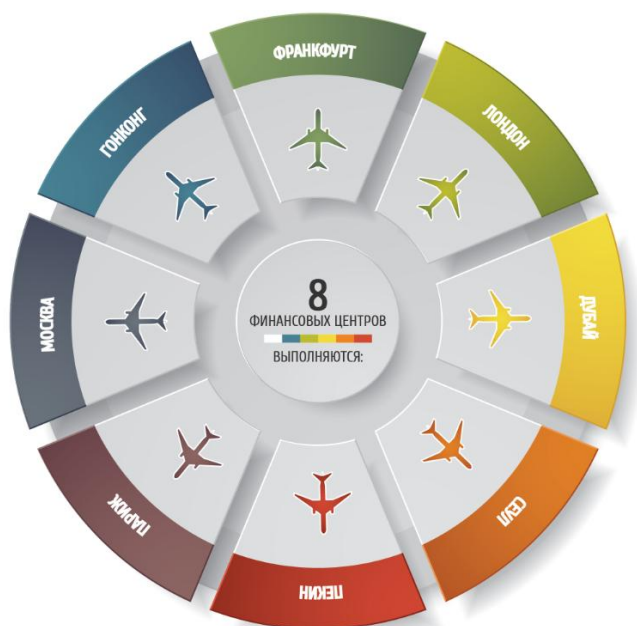 ФРАНКФУРТ
ЛОНДОН
ДУБАЙ
СЕУЛ
ПЕКИН
ПАРИЖ
МОСКВА
ГОНКОНГ
8
ФИНАНСОВЫХ ЦЕНТРОВ
ВЫПОЛНЯЮТСЯ: